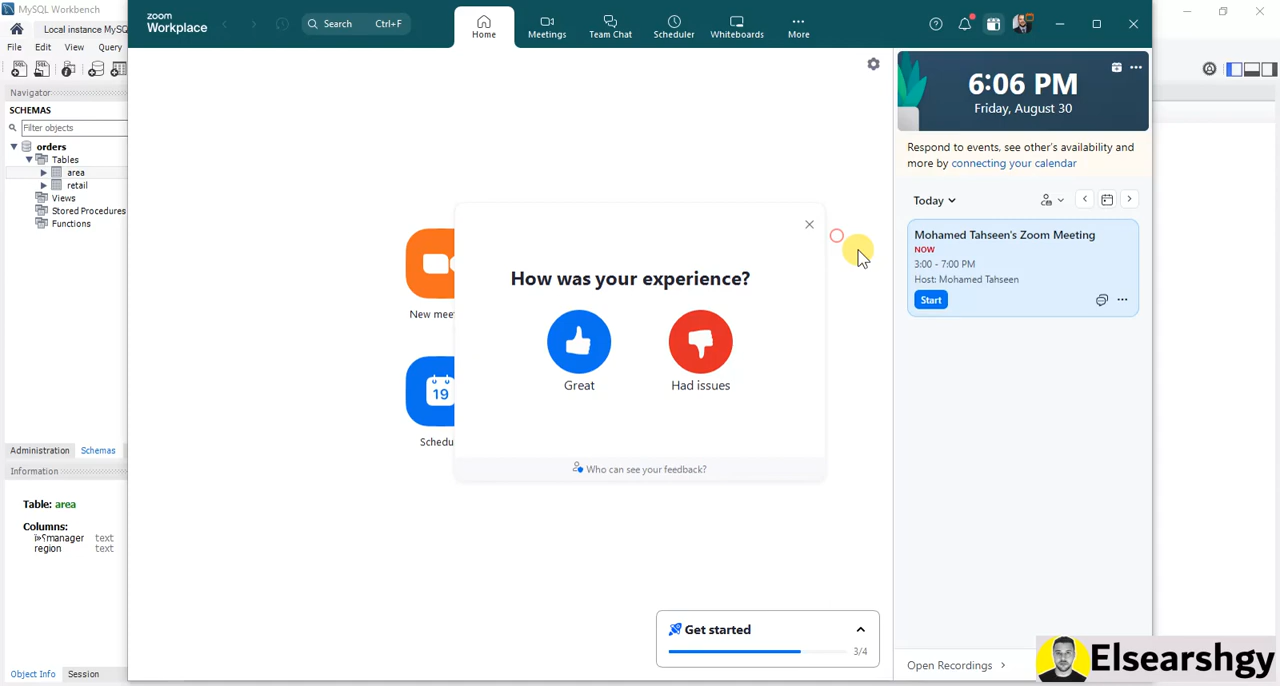 MySQL Workbench
Local instance MySQ
File Edit View Query
Navigator
SCHEMAS
Filter objects
orders
Tables
area
retail
Views
Stored Procedures
Functions
Administration Schemas
Information
Table: area
Columns:
region text
Object Info Session
zoom
Workplace
Search Ctrl+F
Home
Meetings
Team Chat
Scheduler
Whiteboards
More
New mee
19
Schedu
How was your experience?
Great
Had issues
Who can see your feedback?
Get started
3/4
6:06 PM
Friday, August 30
Respond to events, see other's availability and
more by connecting your calendar
Today
Mohamed Tahseen's Zoom Meeting
NOW
3:00 - 7:00 PM
Host: Mohamed Tahseen
Start
Open Recordings
Elsearshgy